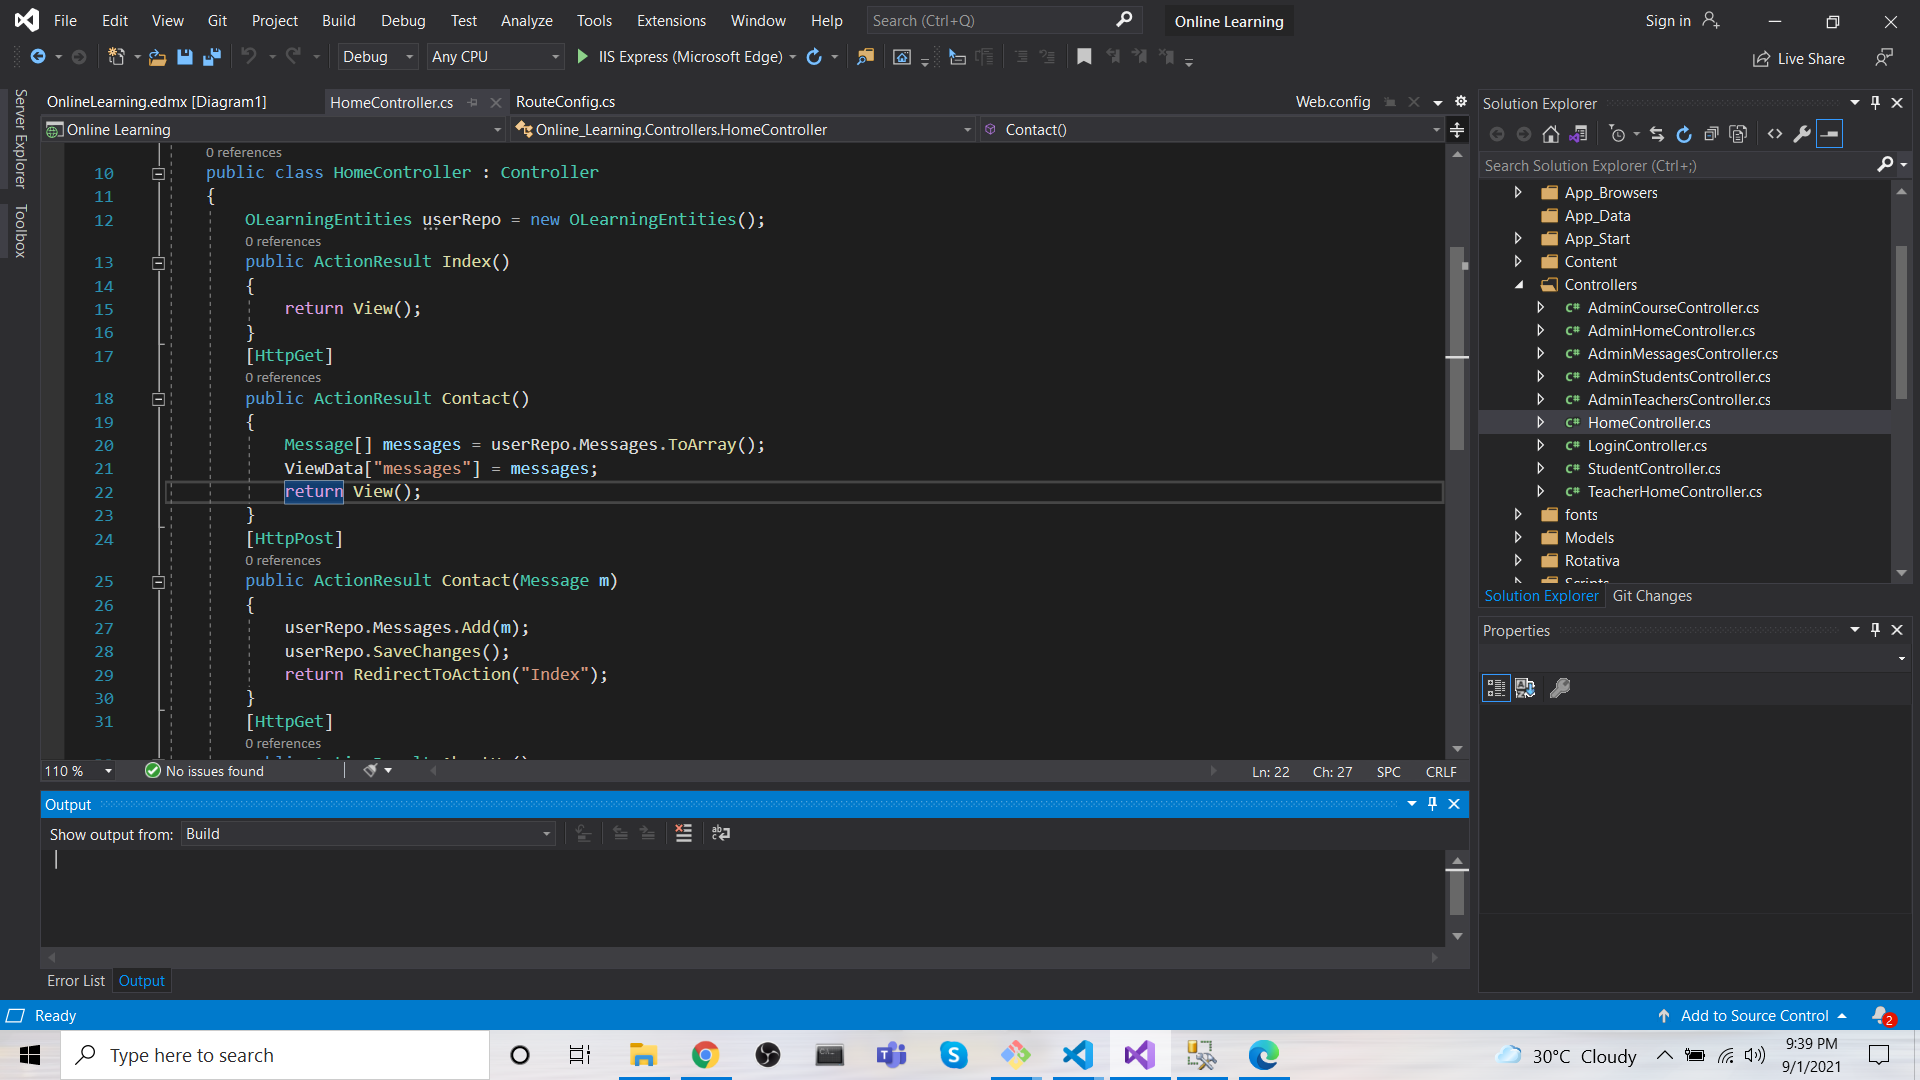 File Edit View Git Project Build Debug Test Analyze Tools Extensions Window Help Search (Ctrl+Q) Online Learning Sign in
Debug Any CPU IIS Express (Microsoft Edge) Live Share
Server Explorer
Toolbox
OnlineLearning.edmx [Diagram1] HomeController.cs RouteConfig.cs Web.config
Online Learning Online_Learning.Controllers.HomeController Contact()
0 references
10 public class HomeController : Controller
11 {
12 OLearningEntities userRepo = new OLearningEntities();
0 references
13 public ActionResult Index()
14 {
15 return View();
16 }
17 [HttpGet]
0 references
18 public ActionResult Contact()
19 {
20 Message[] messages = userRepo.Messages.ToArray();
21 ViewData["messages"] = messages;
22 return View();
23 }
24 [HttpPost]
0 references
25 public ActionResult Contact(Message m)
26 {
27 userRepo.Messages.Add(m);
28 userRepo.SaveChanges();
29 return RedirectToAction("Index");
30 }
31 [HttpGet]
0 references
110 % No issues found Ln: 22 Ch: 27 SPC CRLF
Output
Show output from: Build
Error List Output
Solution Explorer
Search Solution Explorer (Ctrl+;)
App_Browsers
App_Data
App_Start
Content
Controllers
C# AdminCourseController.cs
C# AdminHomeController.cs
C# AdminMessagesController.cs
C# AdminStudentsController.cs
C# AdminTeachersController.cs
C# HomeController.cs
C# LoginController.cs
C# StudentController.cs
C# TeacherHomeController.cs
fonts
Models
Rotativa
Scripts
Solution Explorer Git Changes
Properties
Ready Add to Source Control 2
Type here to search 30°C Cloudy 9:39 PM
9/1/2021